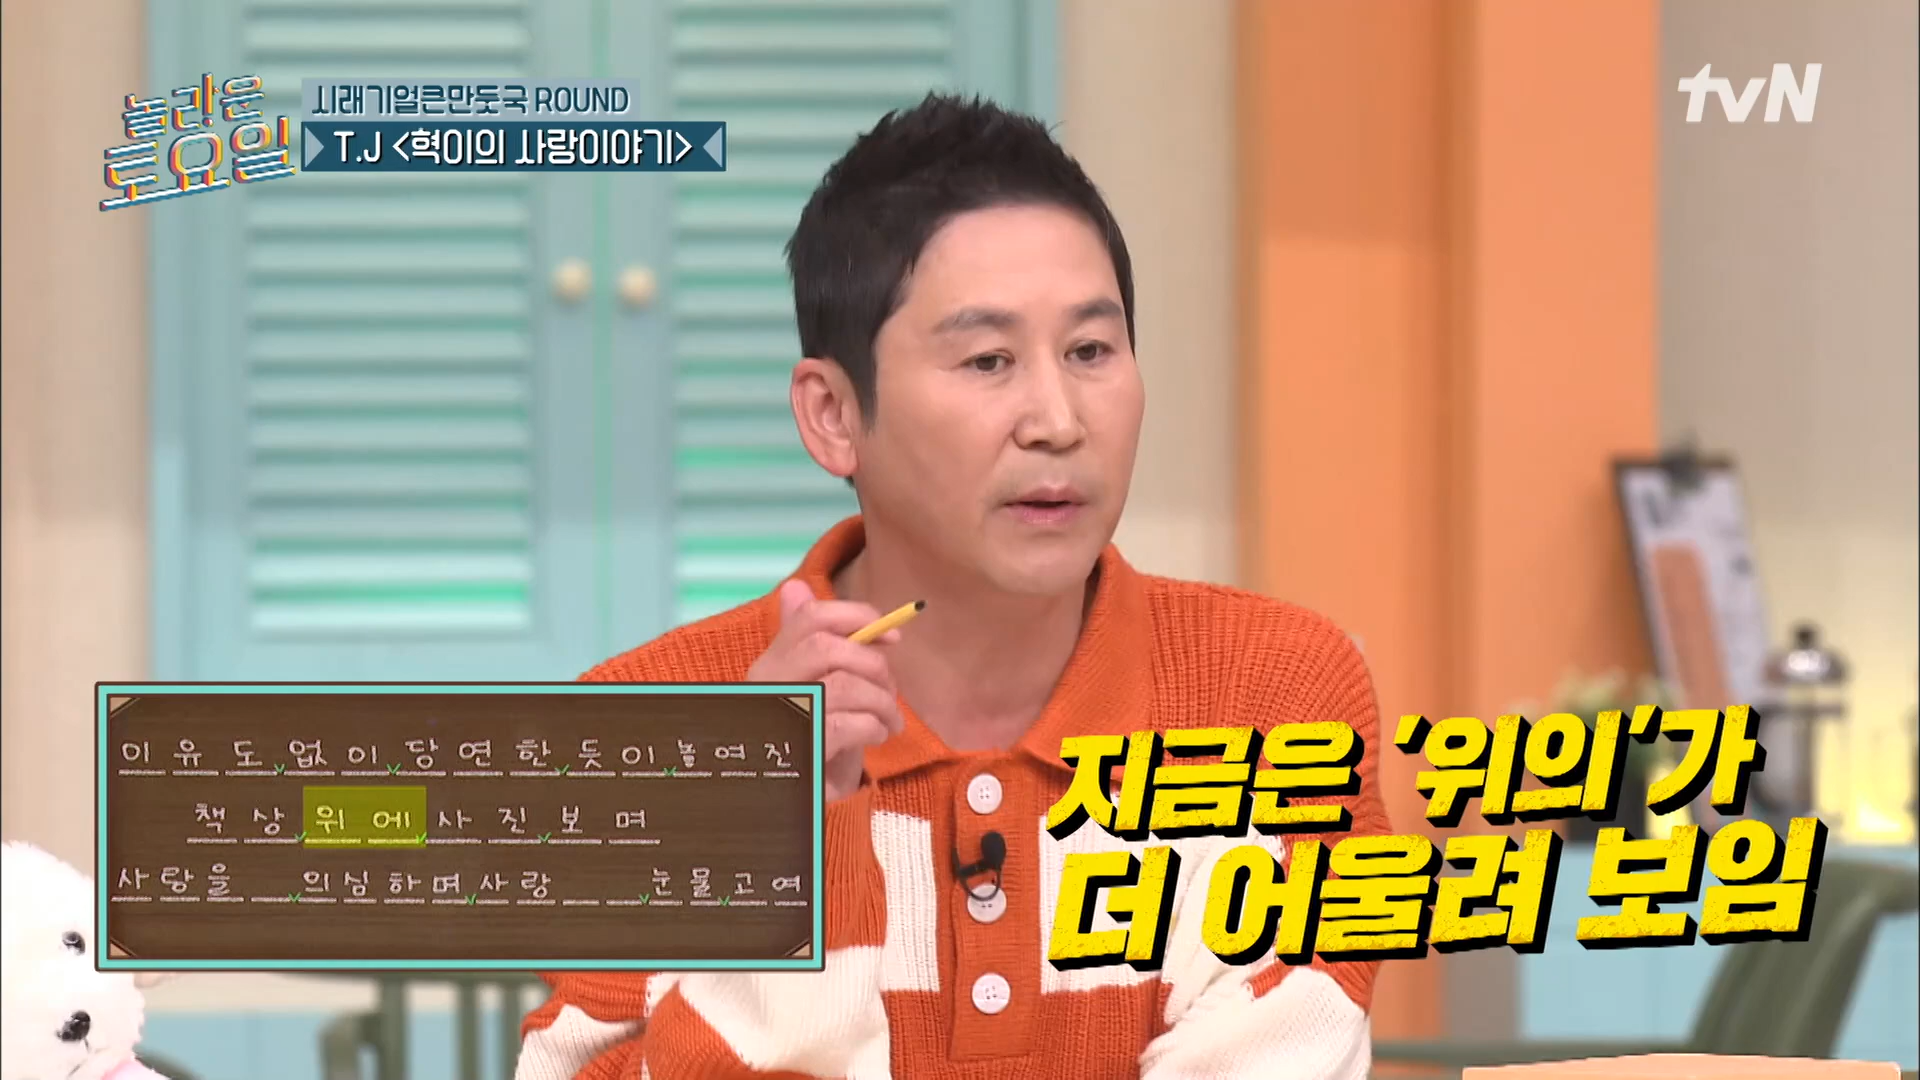 놀라운
토요일
시래기얼큰만둣국 ROUND
T.J <혁이의 사랑이야기>
tvN
이유도 없이 당연한 듯이 놓여진
책상 위에 사진 보며
사랑을 의심하며 사랑 눈물 고여
지금은 '위의'가
더 어울려 보임